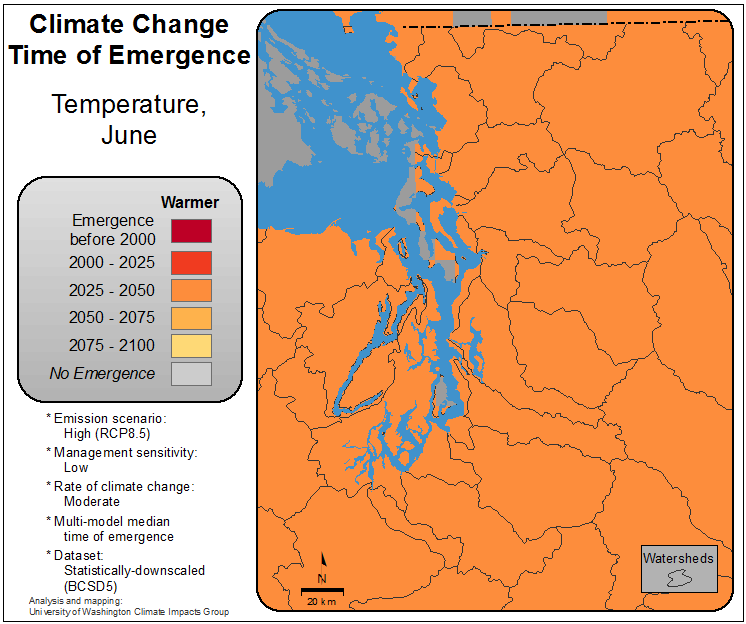 Climate Change
Time of Emergence
Temperature,
June
Warmer
Emergence
before 2000
2000 - 2025
2025 - 2050
2050 - 2075
2075 - 2100
No Emergence
* Emission scenario:
High (RCP8.5)
* Management sensitivity:
Low
* Rate of climate change:
Moderate
* Multi-model median
time of emergence
* Dataset:
Statistically-downscaled
(BCSD5)
Analysis and mapping:
University of Washington Climate Impacts Group
N
20 km
Watersheds